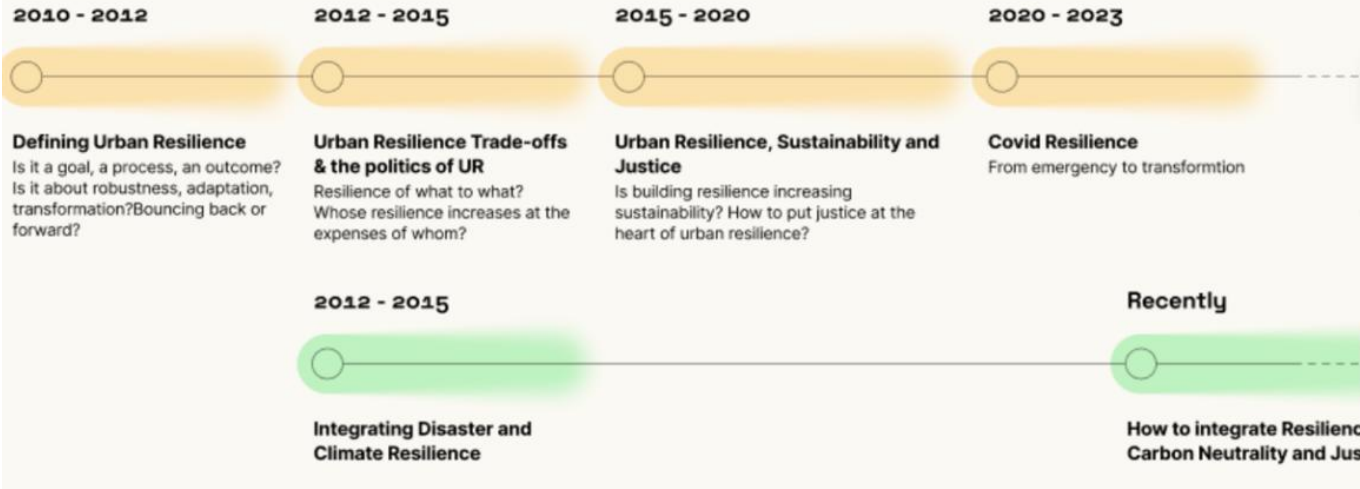 2010 - 2012
Defining Urban Resilience
Is it a goal, a process, an outcome?
Is it about robustness, adaptation,
transformation?Bouncing back or
forward?
2012 - 2015
Urban Resilience Trade-offs
& the politics of UR
Resilience of what to what?
Whose resilience increases at the
expenses of whom?
2015 - 2020
Urban Resilience, Sustainability and
Justice
Is building resilience increasing
sustainability? How to put justice at the
heart of urban resilience?
2020 - 2023
Covid Resilience
From emergency to transformtion
2012 - 2015
Integrating Disaster and
Climate Resilience
Recently
How to integrate Resilienc
Carbon Neutrality and Jus